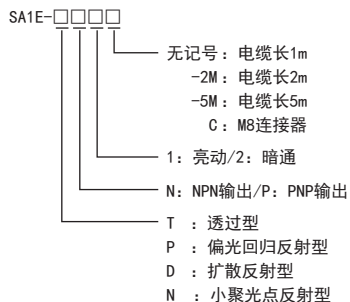 SA1E-□□□□
无记号：电缆长1m
-2M：电缆长2m
-5M：电缆长5m
C：M8连接器
1：亮动/2：暗通
N：NPN输出/P：PNP输出
T ：透过型
P ：偏光回归反射型
D ：扩散反射型
N ：小聚光点反射型